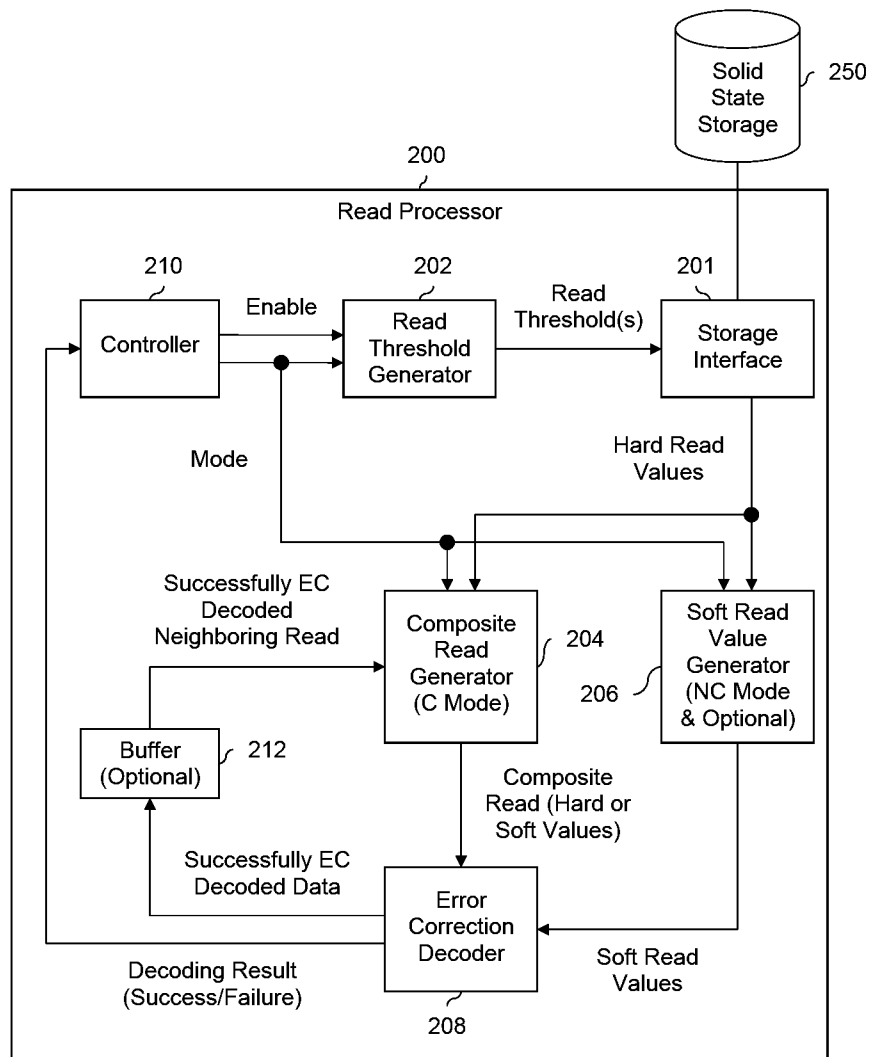 Solid
State
Storage
250
200
Read Processor
210
202
201
Enable
Read
Threshold(s)
Controller
Read
Threshold
Generator
Storage
Interface
Mode
Hard Read
Values
Successfully EC
Decoded
Neighboring Read
Composite
Read
Generator
(C Mode)
204
Soft Read
Value
Generator
(NC Mode
& Optional)
206
Buffer
(Optional)
212
Composite
Read (Hard or
Soft Values)
Successfully EC
Decoded Data
Error
Correction
Decoder
Soft Read
Values
Decoding Result
(Success/Failure)
208